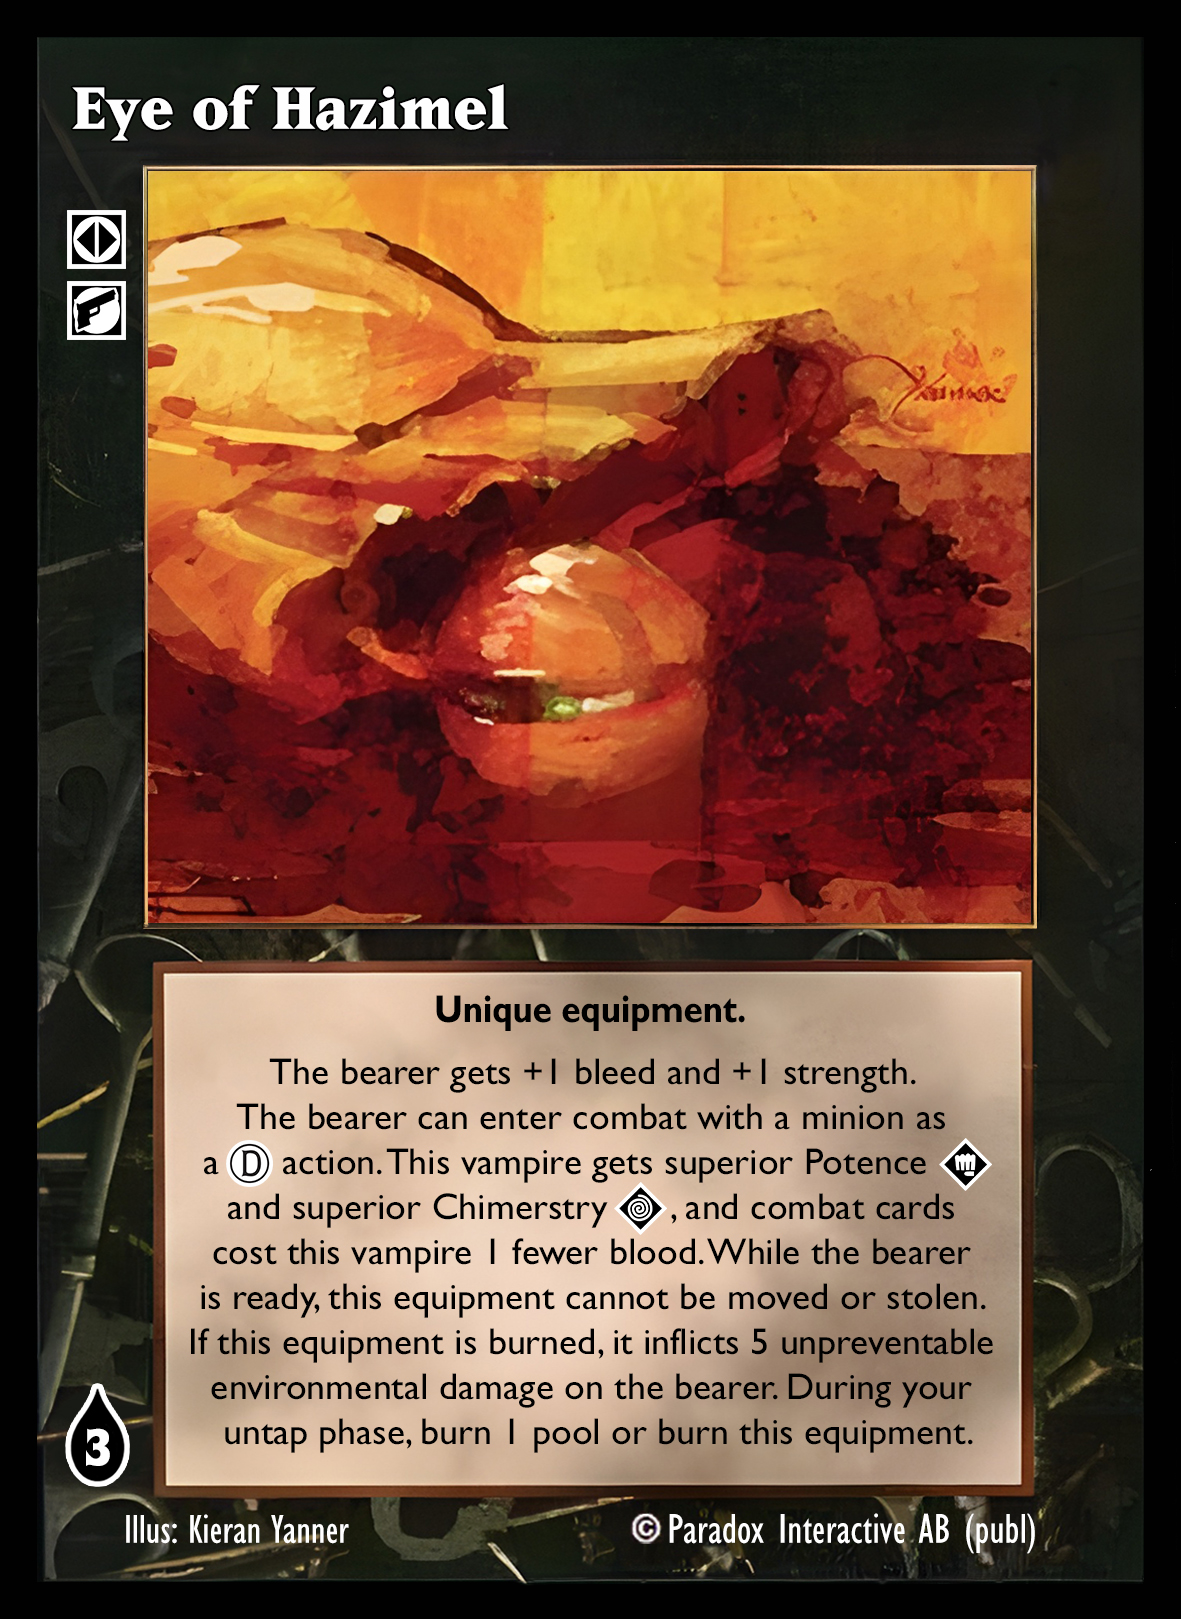 Eye of Hazimel
Unique equipment.
The bearer gets +1 bleed and +1 strength.
The bearer can enter combat with a minion as
a D action. This vampire gets superior Potence
and superior Chimerstry , and combat cards
cost this vampire 1 fewer blood. While the bearer
is ready, this equipment cannot be moved or stolen.
If this equipment is burned, it inflicts 5 unpreventable
environmental damage on the bearer. During your
untap phase, burn 1 pool or burn this equipment.
3
Illus: Kieran Yanner
© Paradox Interactive AB (publ)